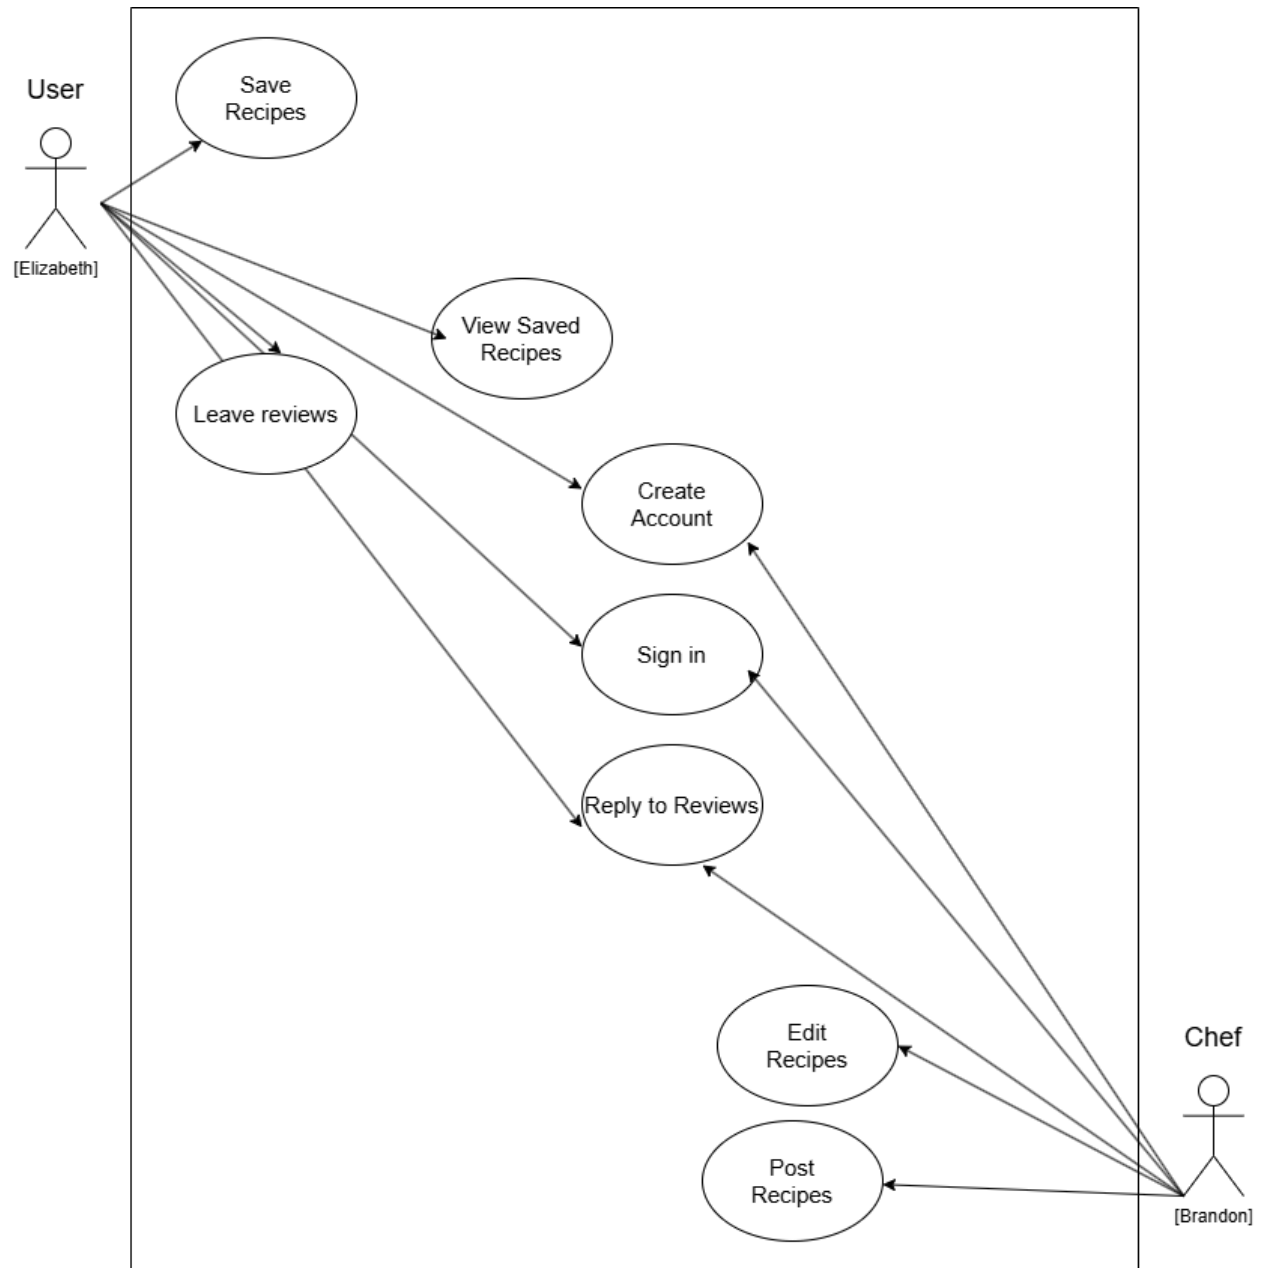 User
Save
Recipes
[Elizabeth]
View Saved
Recipes
Leave reviews
Create
Account
Sign in
Reply to Reviews
Edit
Recipes
Chef
Post
Recipes
[Brandon]